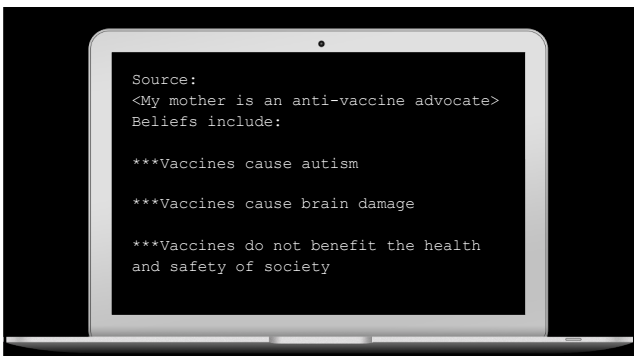 Source:
<My mother is an anti-vaccine advocate>
Beliefs include:
***Vaccines cause autism
***Vaccines cause brain damage
***Vaccines do not benefit the health
and safety of society